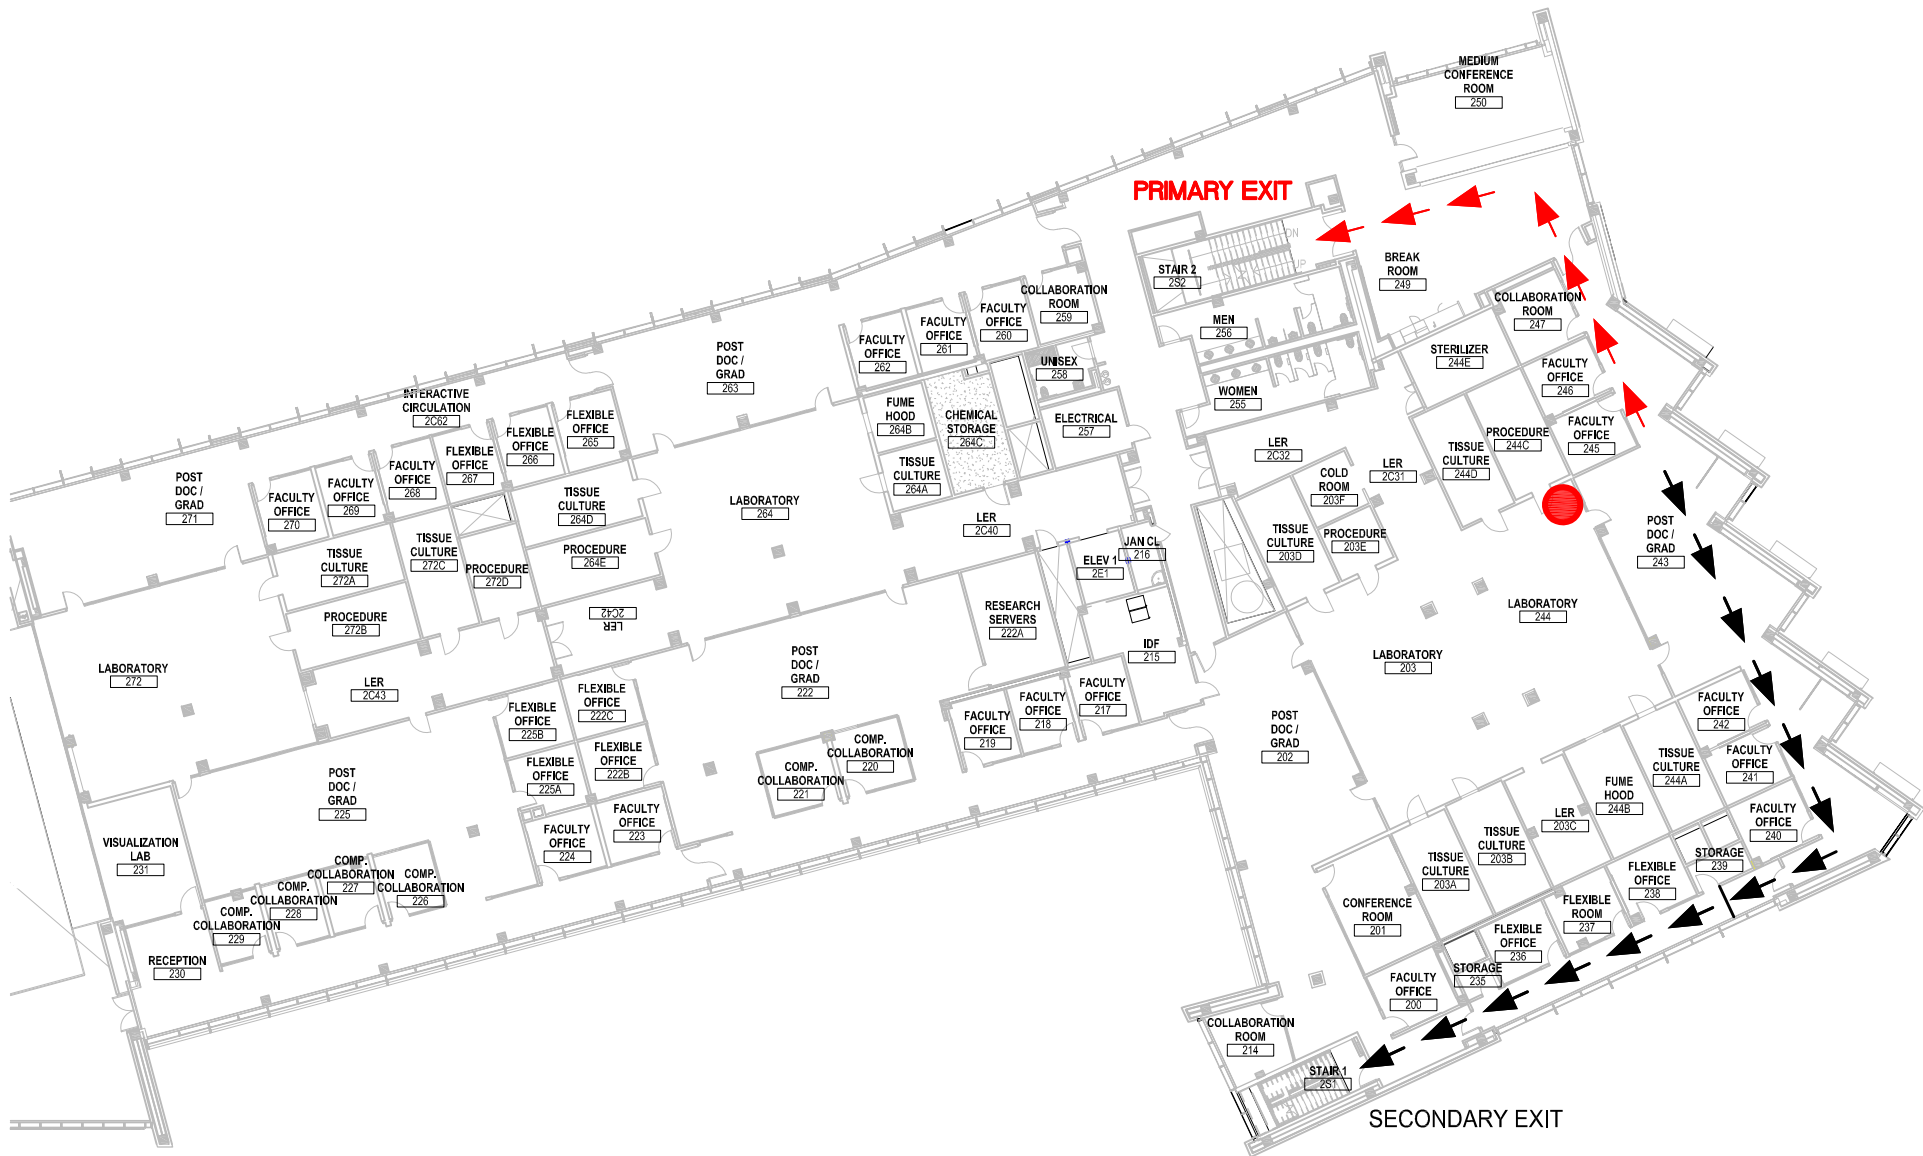 MEDIUM
CONFERENCE
ROOM
250
PRIMARY EXIT
DN
UP
STAIR 2
2S2
BREAK
ROOM
249
COLLABORATION
ROOM
247
COLLABORATION
ROOM
259
FACULTY
OFFICE
260
FACULTY
OFFICE
261
FACULTY
OFFICE
262
MEN
256
STERILIZER
244E
FACULTY
OFFICE
246
POST
DOC /
GRAD
263
UNISEX
258
WOMEN
255
INTERACTIVE
CIRCULATION
2C62
FLEXIBLE
OFFICE
265
FLEXIBLE
OFFICE
266
FLEXIBLE
OFFICE
267
FACULTY
OFFICE
268
FACULTY
OFFICE
269
FACULTY
OFFICE
270
POST
DOC /
GRAD
271
FUME
HOOD
264B
CHEMICAL
STORAGE
264C
ELECTRICAL
257
TISSUE
CULTURE
264A
LER
2C32
LER
2C31
COLD
ROOM
203F
TISSUE
CULTURE
244D
PROCEDURE
244C
FACULTY
OFFICE
245
TISSUE
CULTURE
264D
LABORATORY
264
LER
2C40
TISSUE
CULTURE
203D
PROCEDURE
203E
POST
DOC /
GRAD
243
TISSUE
CULTURE
272A
TISSUE
CULTURE
272C
PROCEDURE
272D
PROCEDURE
264E
JAN CL
216
ELEV 1
2E1
PROCEDURE
272B
LER
2C42
RESEARCH
SERVERS
222A
LABORATORY
244
IDF
215
LABORATORY
203
LABORATORY
272
LER
2C43
POST
DOC /
GRAD
222
FLEXIBLE
OFFICE
222C
FLEXIBLE
OFFICE
225B
FACULTY
OFFICE
217
FACULTY
OFFICE
218
FACULTY
OFFICE
219
FACULTY
OFFICE
242
POST
DOC /
GRAD
202
COMP.
COLLABORATION
220
COMP.
COLLABORATION
221
FLEXIBLE
OFFICE
222B
FLEXIBLE
OFFICE
225A
TISSUE
CULTURE
244A
FACULTY
OFFICE
241
POST
DOC /
GRAD
225
FUME
HOOD
244B
FACULTY
OFFICE
240
FACULTY
OFFICE
223
FACULTY
OFFICE
224
LER
203C
TISSUE
CULTURE
203B
VISUALIZATION
LAB
231
COMP.
COLLABORATION
227
COMP.
COLLABORATION
226
COMP.
COLLABORATION
228
COMP.
COLLABORATION
229
TISSUE
CULTURE
203A
STORAGE
239
FLEXIBLE
OFFICE
238
CONFERENCE
ROOM
201
FLEXIBLE
ROOM
237
FLEXIBLE
OFFICE
236
RECEPTION
230
STORAGE
235
FACULTY
OFFICE
200
COLLABORATION
ROOM
214
STAIR 1
2S1
SECONDARY EXIT